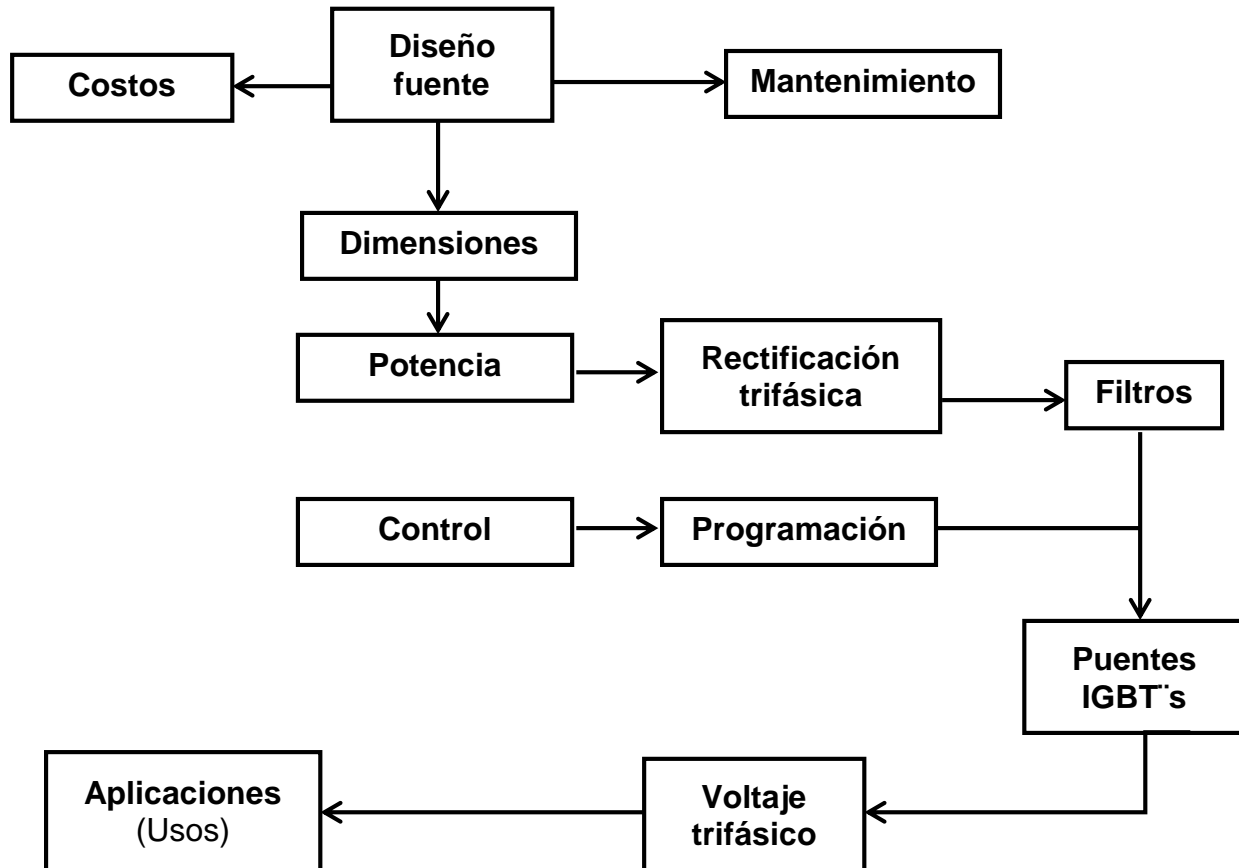 Diseño
fuente
Costos
Mantenimiento
Dimensiones
Potencia
Rectificación
trifásica
Filtros
Control
Programación
Puentes
IGBT¨s
Aplicaciones
(Usos)
Voltaje
trifásico